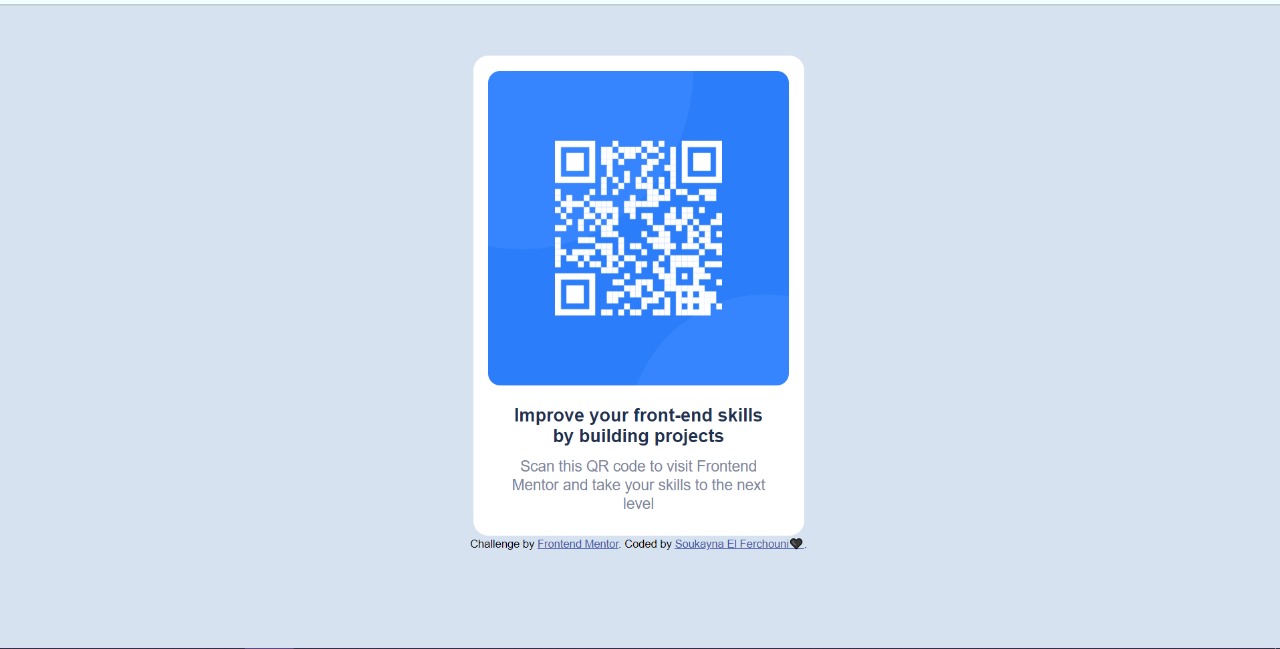 Improve your front-end skills
by building projects
Scan this QR code to visit Frontend
Mentor and take your skills to the next
level
Challenge by Frontend Mentor. Coded by Soukayna El Ferchouni🖤.